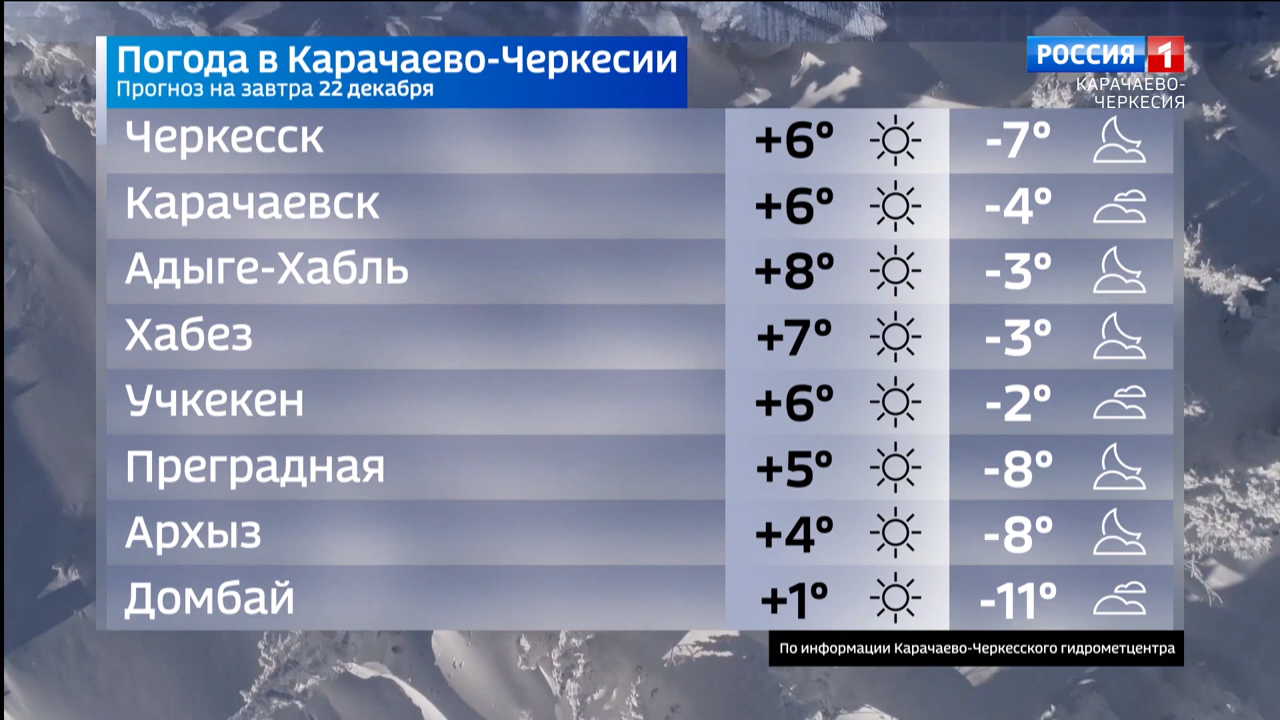 Погода в Карачаево-Черкесии
Прогноз на завтра 22 декабря
РОССИЯ 1
КАРАЧАЕВО-
ЧЕРКЕСИЯ
Черкесск +6° -7°
Карачаевск +6° -4°
Адыге-Хабль +8° -3°
Хабез +7° -3°
Учкекен +6° -2°
Преградная +5° -8°
Архыз +4° -8°
Домбай +1° -11°
По информации Карачаево-Черкесского гидрометцентра